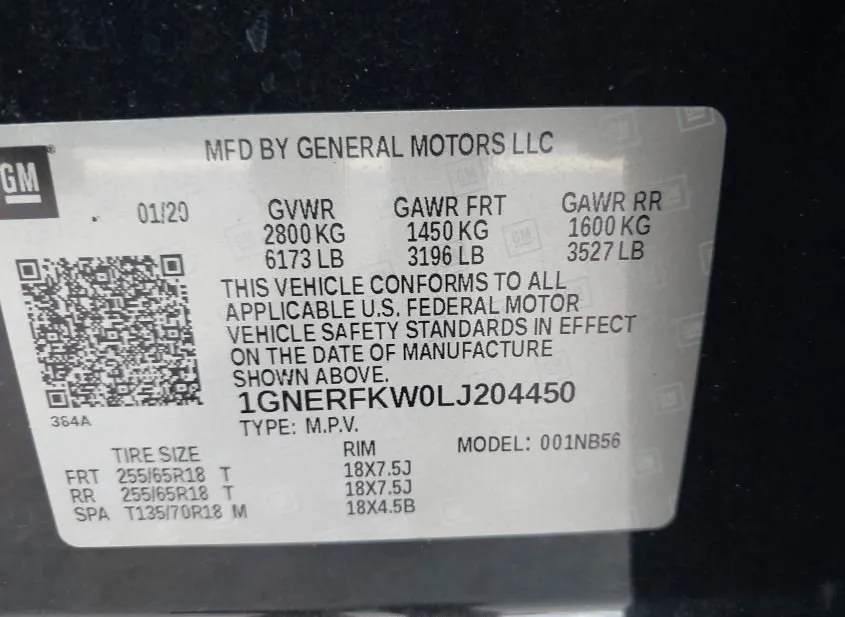 MFD BY GENERAL MOTORS LLC
GM
01/20 GVWR GAWR FRT GAWR RR
2800 KG 1450 KG 1600 KG
6173 LB 3196 LB 3527 LB
THIS VEHICLE CONFORMS TO ALL
APPLICABLE U.S. FEDERAL MOTOR
VEHICLE SAFETY STANDARDS IN EFFECT
ON THE DATE OF MANUFACTURE
SHOWN ABOVE.
1GNERFKW0LJ204450
384A
TYPE: M.P.V.
TIRE SIZE RIM MODEL: 001NB56
FRT 255/65R18 T 18X7.5J
RR 255/65R18 T 18X7.5J
SPA T135/70R18 M 18X4.5B